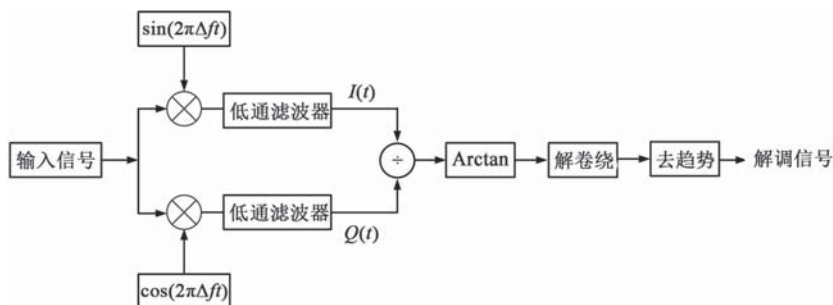 sin(2πΔft)
低通滤波器
I(t)
输入信号
÷
Arctan
解卷绕
去趋势
解调信号
低通滤波器
Q(t)
cos(2πΔft)